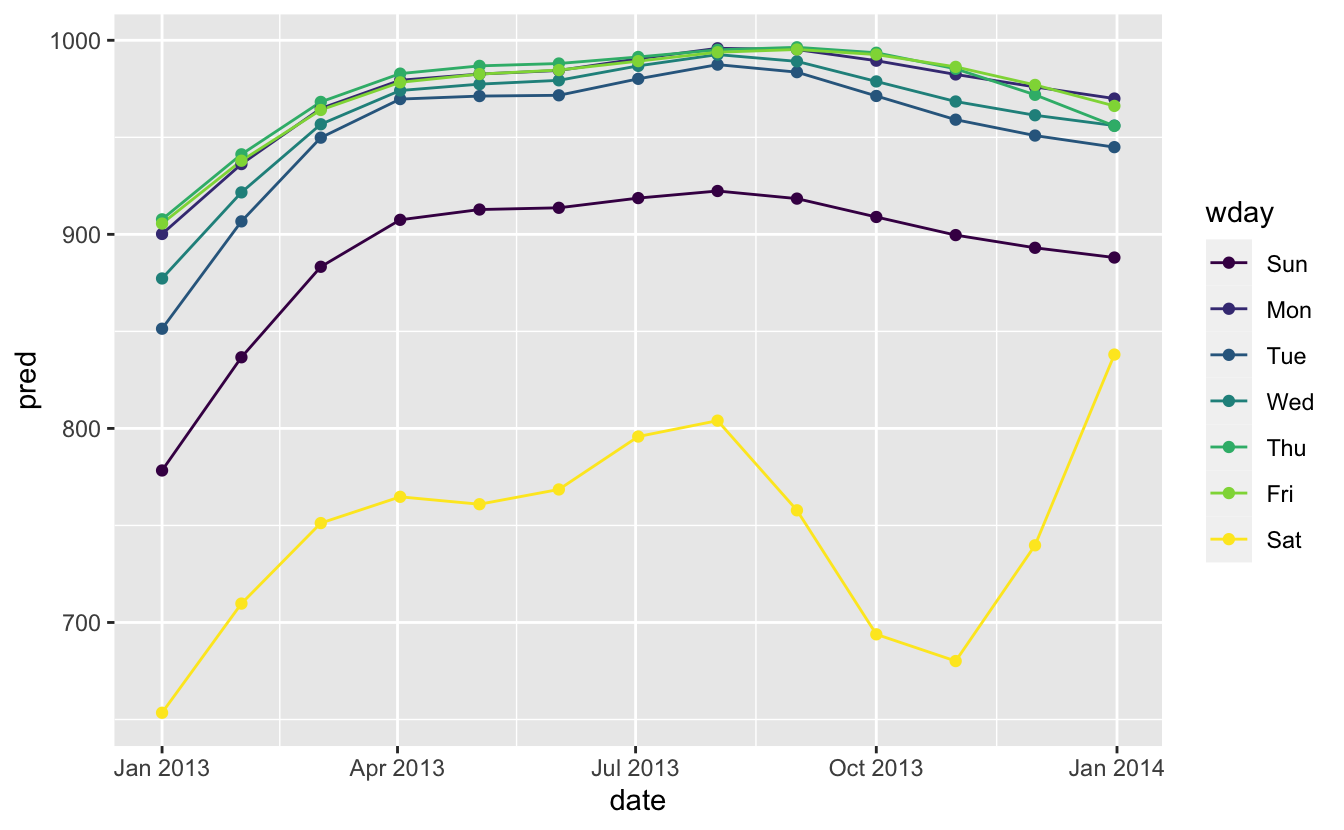 1000
900
800
700
pred
Jan 2013
Apr 2013
Jul 2013
Oct 2013
Jan 2014
date
wday
Sun
Mon
Tue
Wed
Thu
Fri
Sat